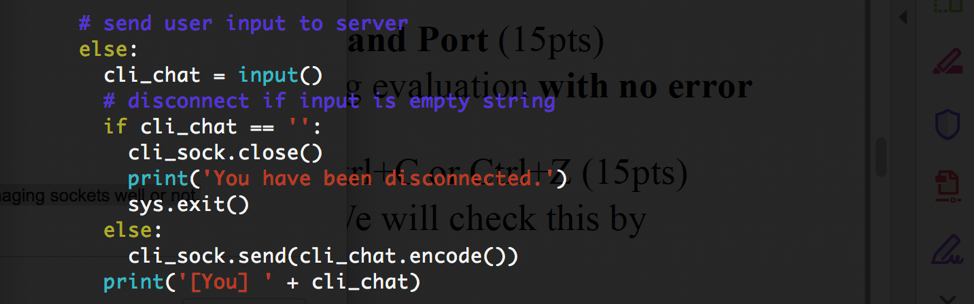 # send user input to server
else:
cli_chat = input()
# disconnect if input is empty string
if cli_chat == '':
cli_sock.close()
print('You have been disconnected.')
sys.exit()
else:
cli_sock.send(cli_chat.encode())
print('[You] ' + cli_chat)
and Port (15pts)
g evaluation with no error
rl+C or Ctrl+Z (15pts)
We will check this by
naging sockets well or not